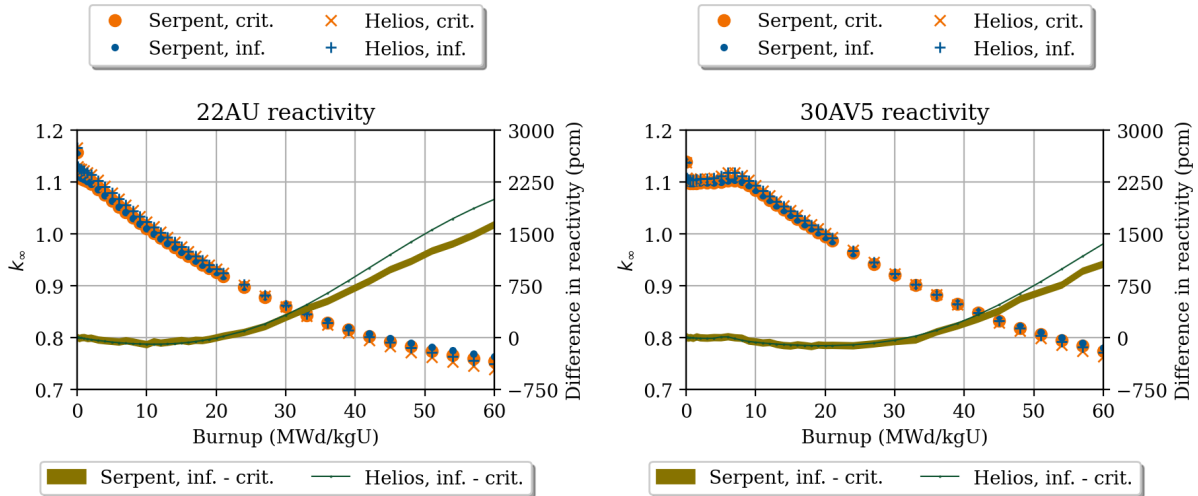 Serpent, crit. Helios, crit.
Serpent, inf. Helios, inf.
22AU reactivity
1.2
1.1
1.0
0.9
0.8
0.7
k∞
3000
2250
1500
750
0
−750
Difference in reactivity (pcm)
0 10 20 30 40 50 60
Burnup (MWd/kgU)
Serpent, inf. - crit. Helios, inf. - crit.
Serpent, crit. Helios, crit.
Serpent, inf. Helios, inf.
30AV5 reactivity
1.2
1.1
1.0
0.9
0.8
0.7
k∞
3000
2250
1500
750
0
−750
Difference in reactivity (pcm)
0 10 20 30 40 50 60
Burnup (MWd/kgU)
Serpent, inf. - crit. Helios, inf. - crit.